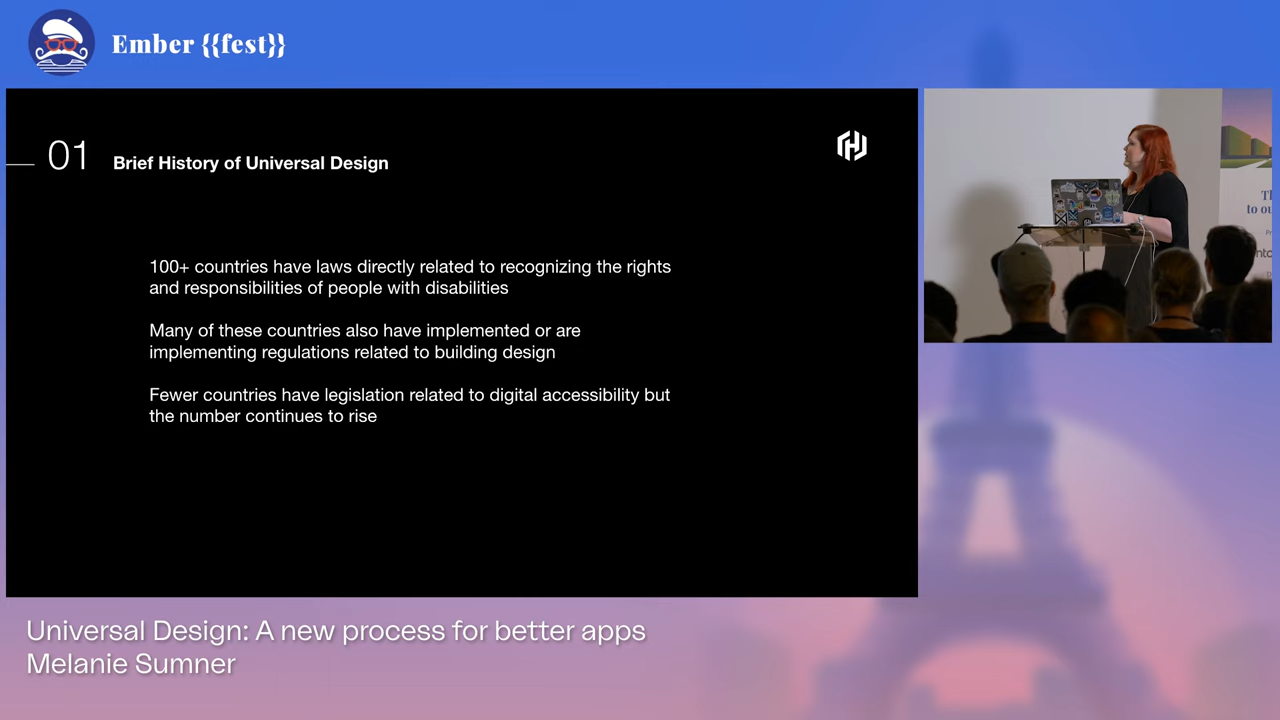 Ember {{fest}}
01
Brief History of Universal Design
100+ countries have laws directly related to recognizing the rights
and responsibilities of people with disabilities
Many of these countries also have implemented or are
implementing regulations related to building design
Fewer countries have legislation related to digital accessibility but
the number continues to rise
to ou
Universal Design: A new process for better apps
Melanie Sumner